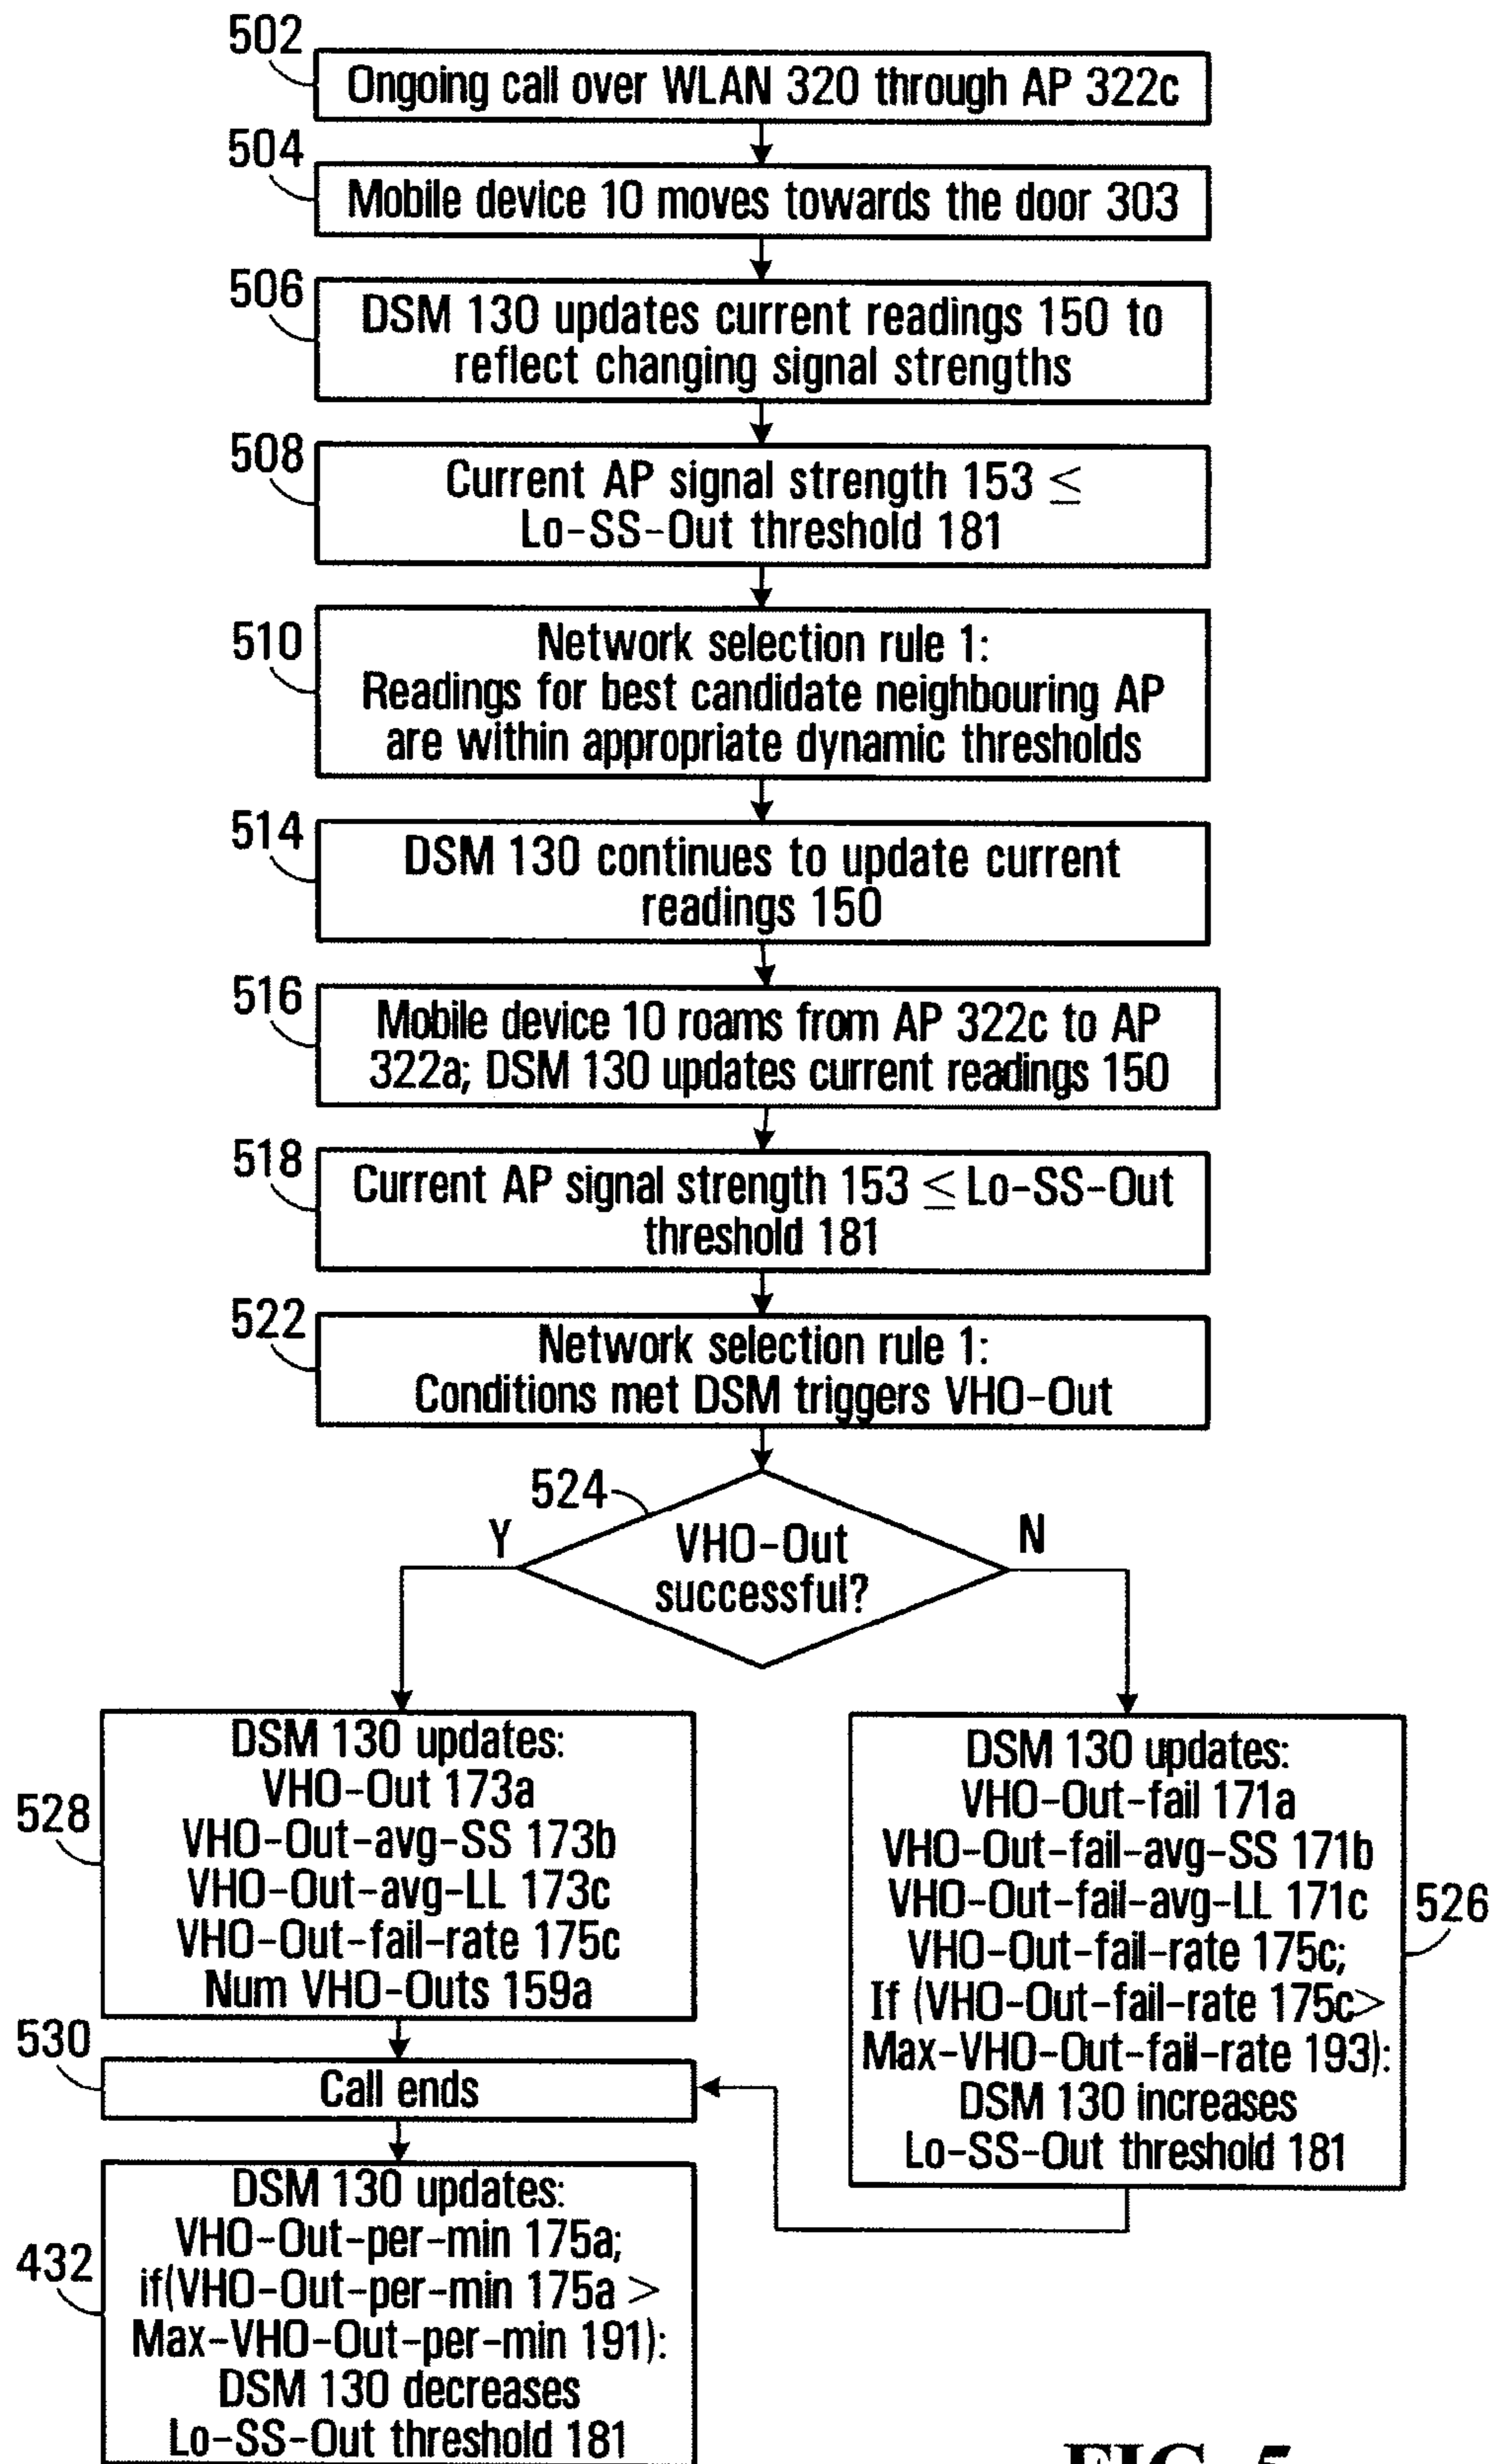 502
Ongoing call over WLAN 320 through AP 322c
504
Mobile device 10 moves towards the door 303
506
DSM 130 updates current readings 150 to
reflect changing signal strengths
508
Current AP signal strength 153 ≤
Lo-SS-Out threshold 181
510
Network selection rule 1:
Readings for best candidate neighbouring AP
are within appropriate dynamic thresholds
514
DSM 130 continues to update current
readings 150
516
Mobile device 10 roams from AP 322c to AP
322a; DSM 130 updates current readings 150
518
Current AP signal strength 153 ≤ Lo-SS-Out
threshold 181
522
Network selection rule 1:
Conditions met DSM triggers VHO-Out
524
Y
VHO-Out
successful?
N
528
DSM 130 updates:
VHO-Out 173a
VHO-Out-avg-SS 173b
VHO-Out-avg-LL 173c
VHO-Out-fail-rate 175c
Num VHO-Outs 159a
DSM 130 updates:
VHO-Out-fail 171a
VHO-Out-fail-avg-SS 171b
VHO-Out-fail-avg-LL 171c
VHO-Out-fail-rate 175c;
If (VHO-Out-fail-rate 175c>
Max-VHO-Out-fail-rate 193):
DSM 130 increases
Lo-SS-Out threshold 181
526
530
Call ends
432
DSM 130 updates:
VHO-Out-per-min 175a;
if(VHO-Out-per-min 175a >
Max-VHO-Out-per-min 191):
DSM 130 decreases
Lo-SS-Out threshold 181
FIG. 5